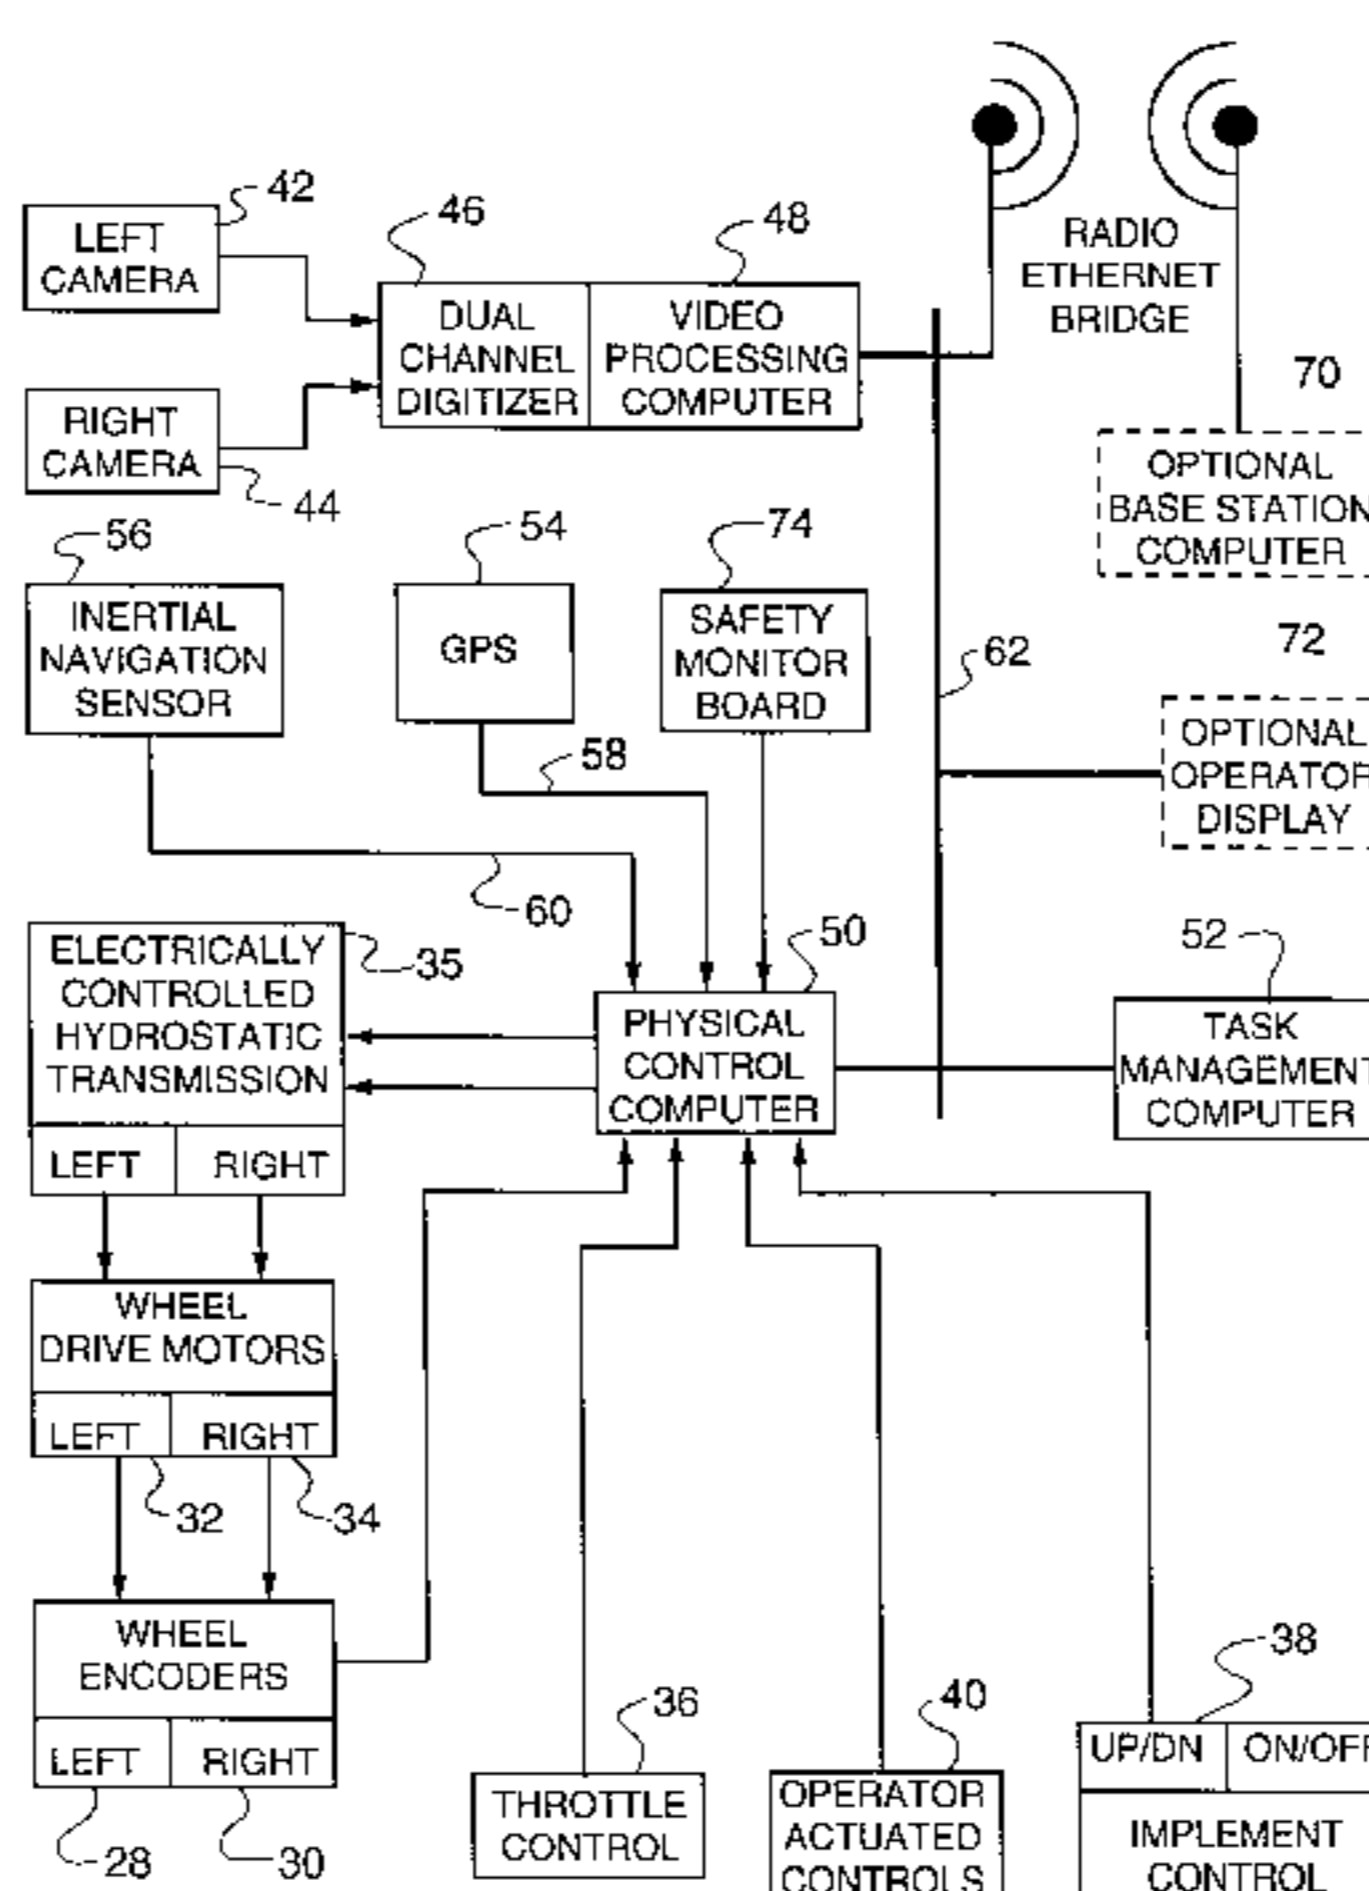 42
LEFT
CAMERA
46
DUAL
CHANNEL
DIGITIZER
48
VIDEO
PROCESSING
COMPUTER
RADIO
ETHERNET
BRIDGE
70
OPTIONAL
BASE STATION
COMPUTER
RIGHT
CAMERA
44
56
INERTIAL
NAVIGATION
SENSOR
54
GPS
58
74
SAFETY
MONITOR
BOARD
62
72
OPTIONAL
OPERATOR
DISPLAY
60
35
ELECTRICALLY
CONTROLLED
HYDROSTATIC
TRANSMISSION
LEFT
RIGHT
50
PHYSICAL
CONTROL
COMPUTER
52
TASK
MANAGEMENT
COMPUTER
WHEEL
DRIVE MOTORS
LEFT
RIGHT
32
34
WHEEL
ENCODERS
LEFT
RIGHT
28
30
36
THROTTLE
CONTROL
40
OPERATOR
ACTUATED
CONTROLS
38
UP/DN
ON/OFF
IMPLEMENT
CONTROL